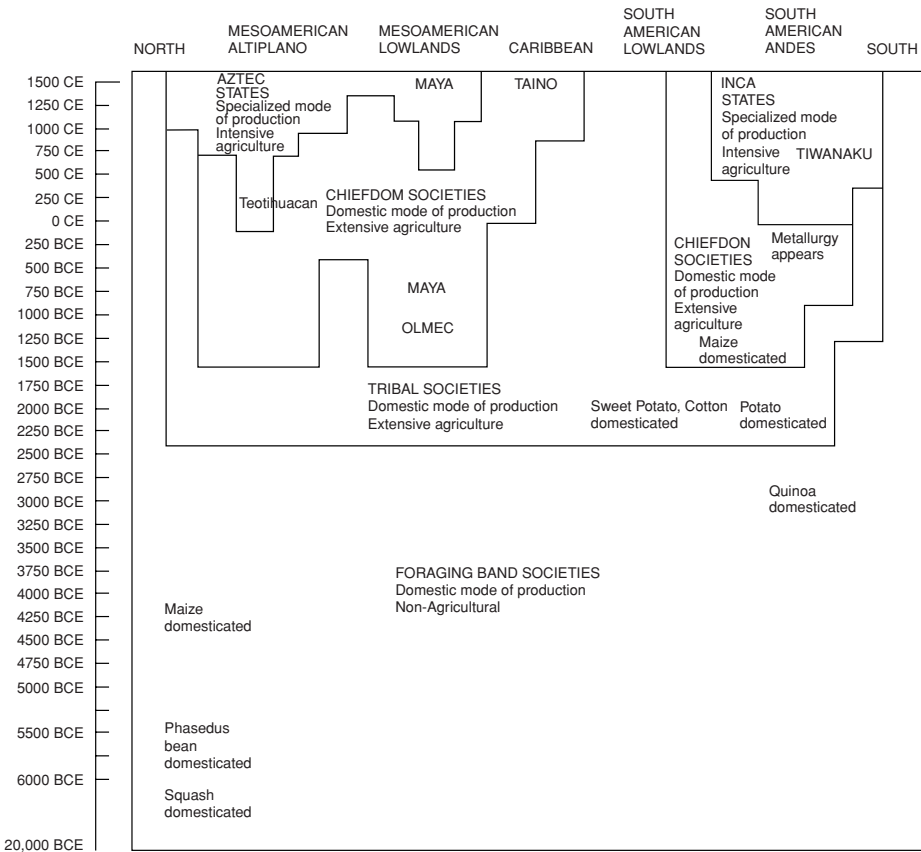 NORTH
MESOAMERICAN
ALTIPLANO
MESOAMERICAN
LOWLANDS
CARIBBEAN
SOUTH
AMERICAN
LOWLANDS
SOUTH
AMERICAN
ANDES
SOUTH
1500 CE
1250 CE
1000 CE
750 CE
500 CE
250 CE
0 CE
250 BCE
500 BCE
750 BCE
1000 BCE
1250 BCE
1500 BCE
1750 BCE
2000 BCE
2250 BCE
2500 BCE
2750 BCE
3000 BCE
3250 BCE
3500 BCE
3750 BCE
4000 BCE
4250 BCE
4500 BCE
4750 BCE
5000 BCE
5500 BCE
6000 BCE
20,000 BCE
AZTEC
STATES
Specialized mode
of production
Intensive
agriculture
Teotihuacan
MAYA
TAINO
INCA
STATES
Specialized mode
of production
Intensive
agriculture
TIWANAKU
CHIEFDOM SOCIETIES
Domestic mode of production
Extensive agriculture
MAYA
OLMEC
CHIEFDON
SOCIETIES
Domestic mode
of production
Extensive
agriculture
Metallurgy
appears
Maize
domesticated
TRIBAL SOCIETIES
Domestic mode of production
Extensive agriculture
Sweet Potato, Cotton
domesticated
Potato
domesticated
Quinoa
domesticated
FORAGING BAND SOCIETIES
Domestic mode of production
Non-Agricultural
Maize
domesticated
Phasedus
bean
domesticated
Squash
domesticated